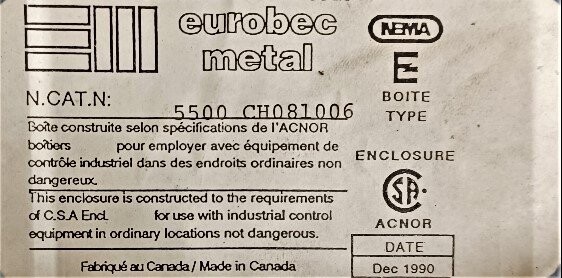 eurobec
metal
NEMA
N.CAT.N:
5500 CH081006
BOITE
TYPE
Boîte construite selon spécifications de l'ACNOR
boîtiers pour employer avec équipement de
contrôle industriel dans des endroits ordinaires non
dangereux.
ENCLOSURE
This enclosure is constructed to the requirements
of C.S.A Encl. for use with industrial control
equipment in ordinary locations not dangerous.
CSA
ACNOR
DATE
Fabriqué au Canada / Made in Canada
Dec 1990